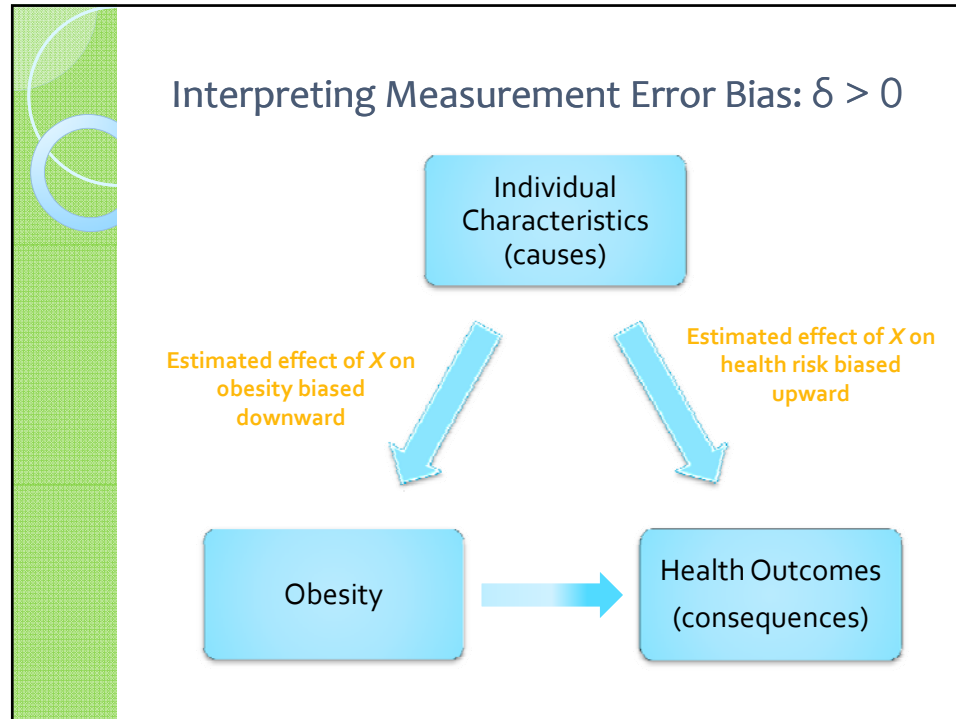 Interpreting Measurement Error Bias: δ > 0
Individual
Characteristics
(causes)
Estimated effect of X on
obesity biased
downward
Estimated effect of X on
health risk biased
upward
Obesity
Health Outcomes
(consequences)